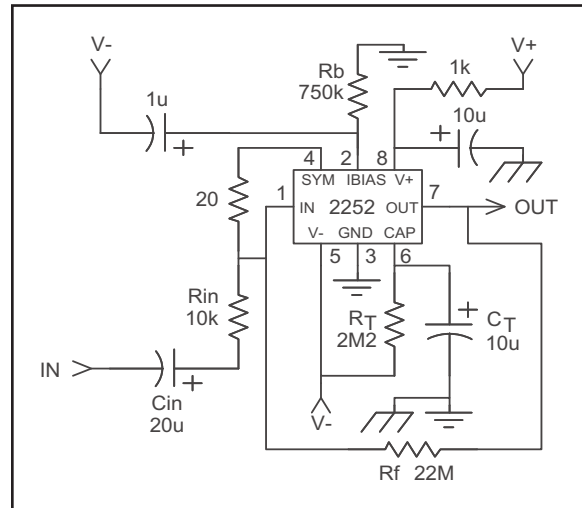 V-
V+
Rb
750k
1k
1u
10u
+
+
4
2
8
SYM
IBIAS
V+
1
IN
2252
OUT
7
OUT
20
V-
GND
CAP
5
3
6
Rin
10k
RT
2M2
+
CT
10u
IN
+
Cin
20u
V-
Rf 22M